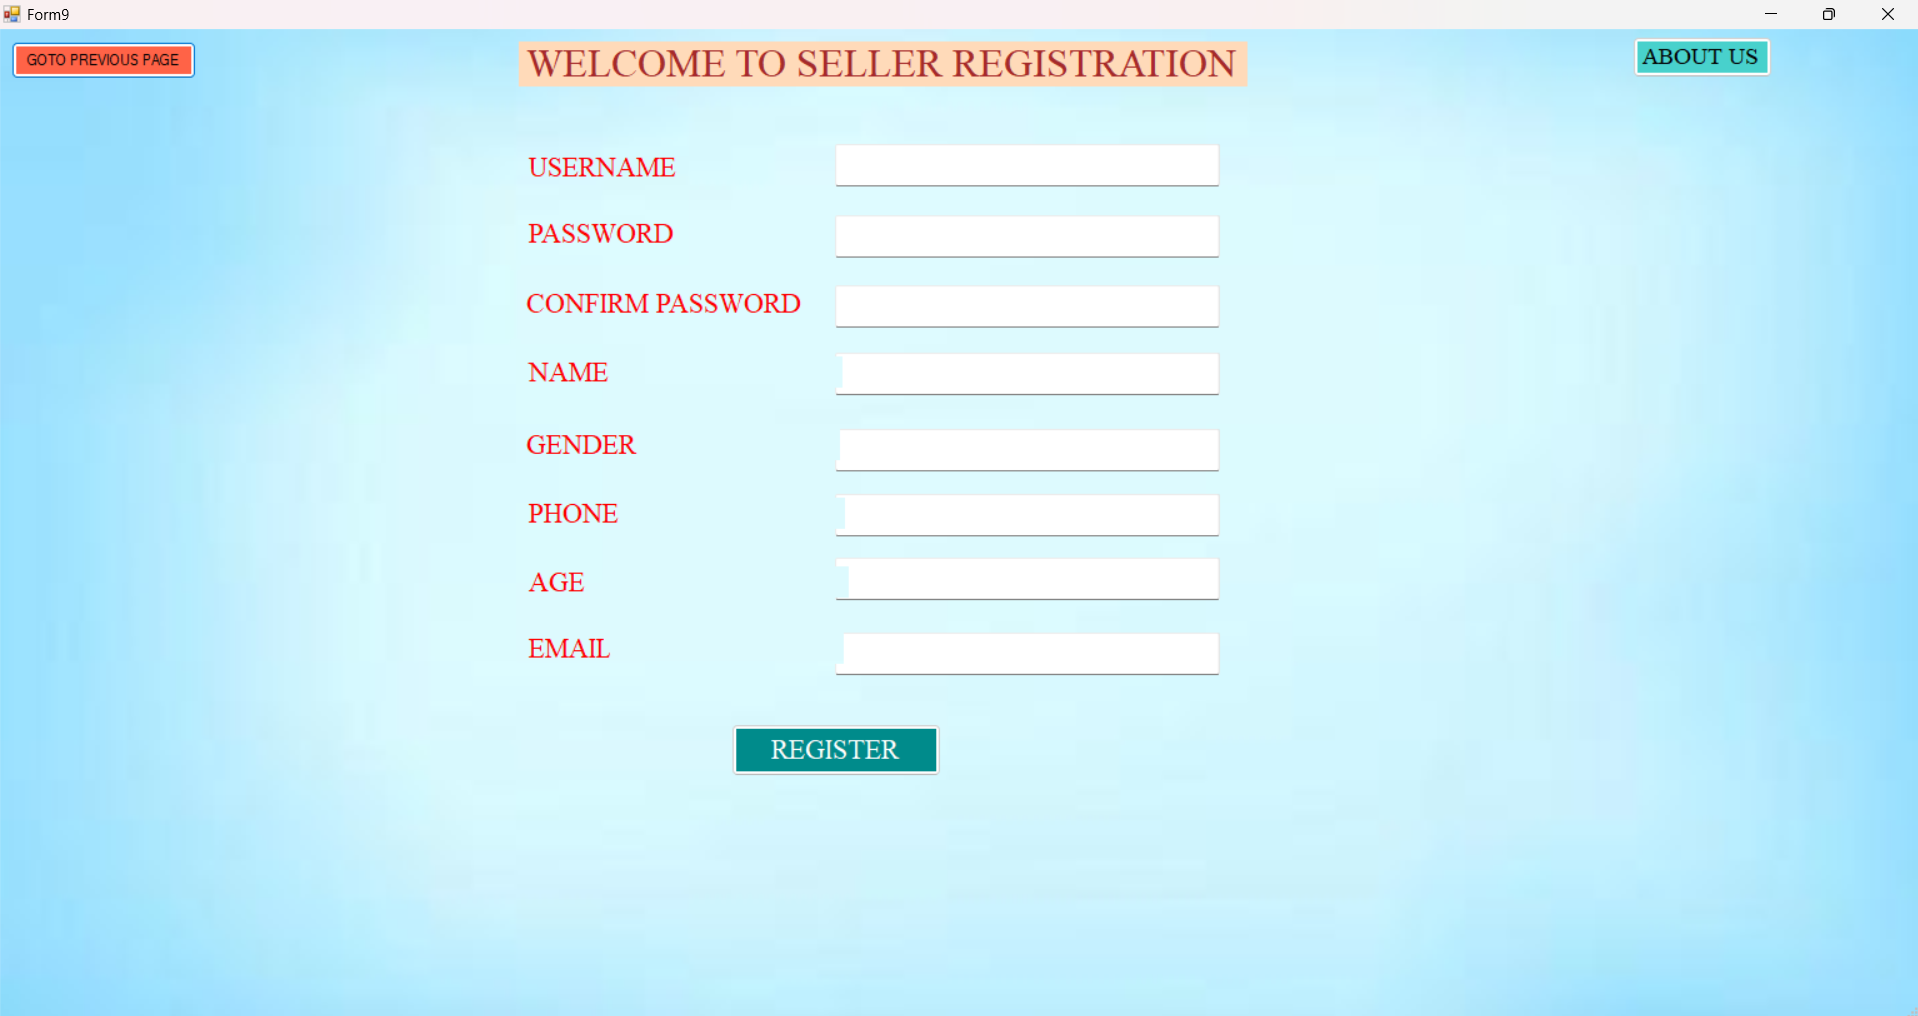 Form9
GOTO PREVIOUS PAGE
WELCOME TO SELLER REGISTRATION
ABOUT US
USERNAME
PASSWORD
CONFIRM PASSWORD
NAME
GENDER
PHONE
AGE
EMAIL
REGISTER